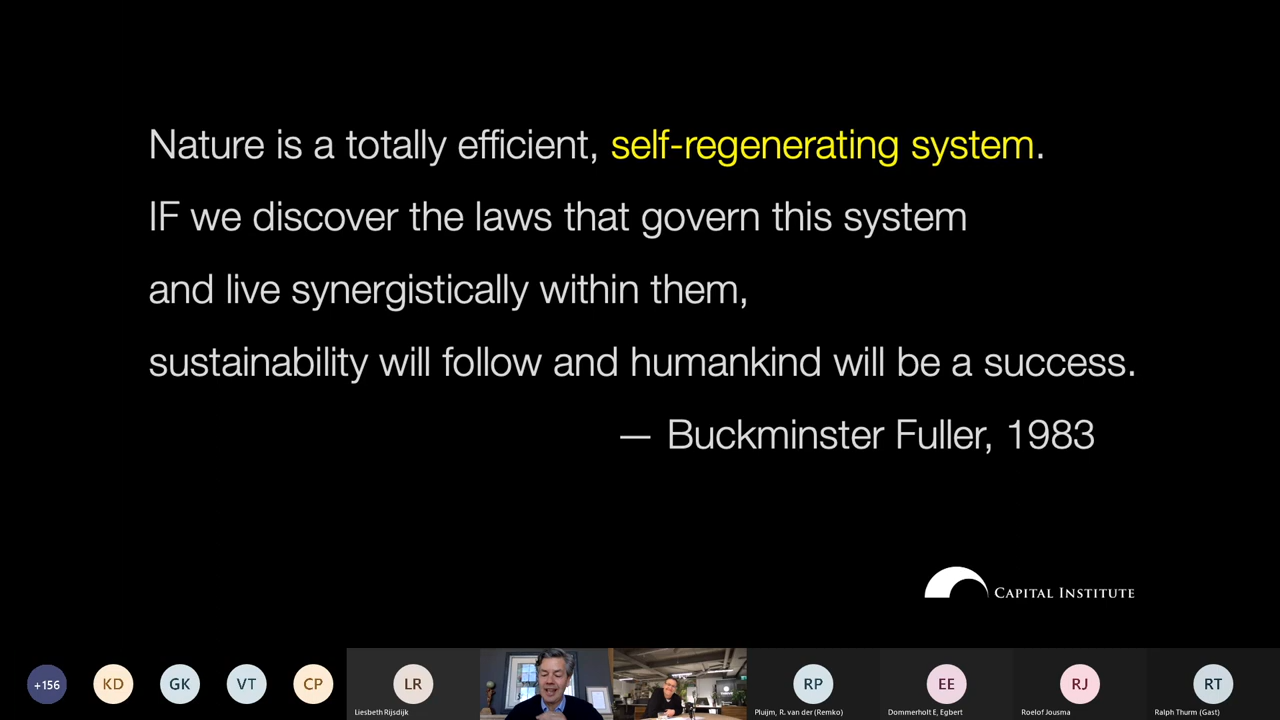 Nature is a totally efficient, self-regenerating system.
IF we discover the laws that govern this system
and live synergistically within them,
sustainability will follow and humankind will be a success.
— Buckminster Fuller, 1983
CAPITAL INSTITUTE
+156
KD
GK
VT
CP
LR
RP
EE
RJ
RT
Liesbeth Rijsdijk
Pluijm, R. van der (Remko)
Dommerholt E, Egbert
Roelof Jousma
Ralph Thurm (Gast)